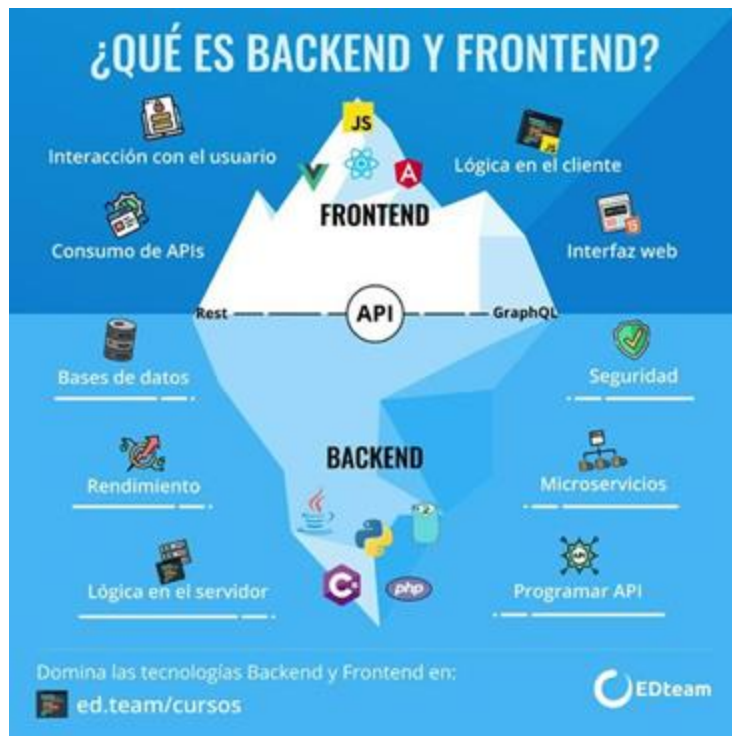 ¿QUÉ ES BACKEND Y FRONTEND?
JS
Interacción con el usuario
Lógica en el cliente
FRONTEND
Consumo de APIs
Interfaz web
Rest
API
GraphQL
Bases de datos
Seguridad
BACKEND
Rendimiento
Microservicios
Lógica en el servidor
C#
php
Programar API
Domina las tecnologías Backend y Frontend en:
ed.team/cursos
EDteam